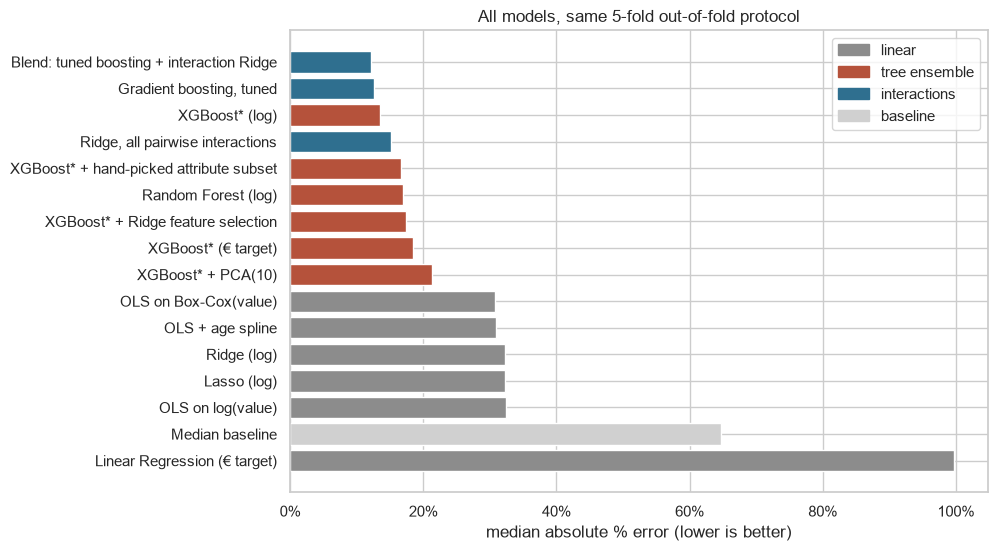 All models, same 5-fold out-of-fold protocol
Blend: tuned boosting + interaction Ridge
Gradient boosting, tuned
XGBoost* (log)
Ridge, all pairwise interactions
XGBoost* + hand-picked attribute subset
Random Forest (log)
XGBoost* + Ridge feature selection
XGBoost* (€ target)
XGBoost* + PCA(10)
OLS on Box-Cox(value)
OLS + age spline
Ridge (log)
Lasso (log)
OLS on log(value)
Median baseline
Linear Regression (€ target)
linear
tree ensemble
interactions
baseline
0% 20% 40% 60% 80% 100%
median absolute % error (lower is better)